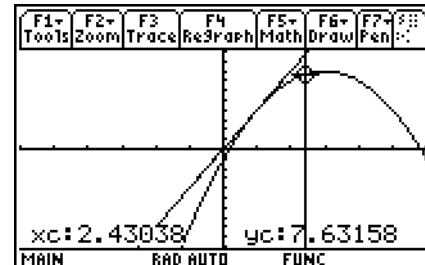 F1 F2 F3 F4 F5 F6 F7
Tools Zoom Trace ReGraph Math Draw Pen
xc:2.43038 yc:7.63158
MAIN RAD AUTO FUNC